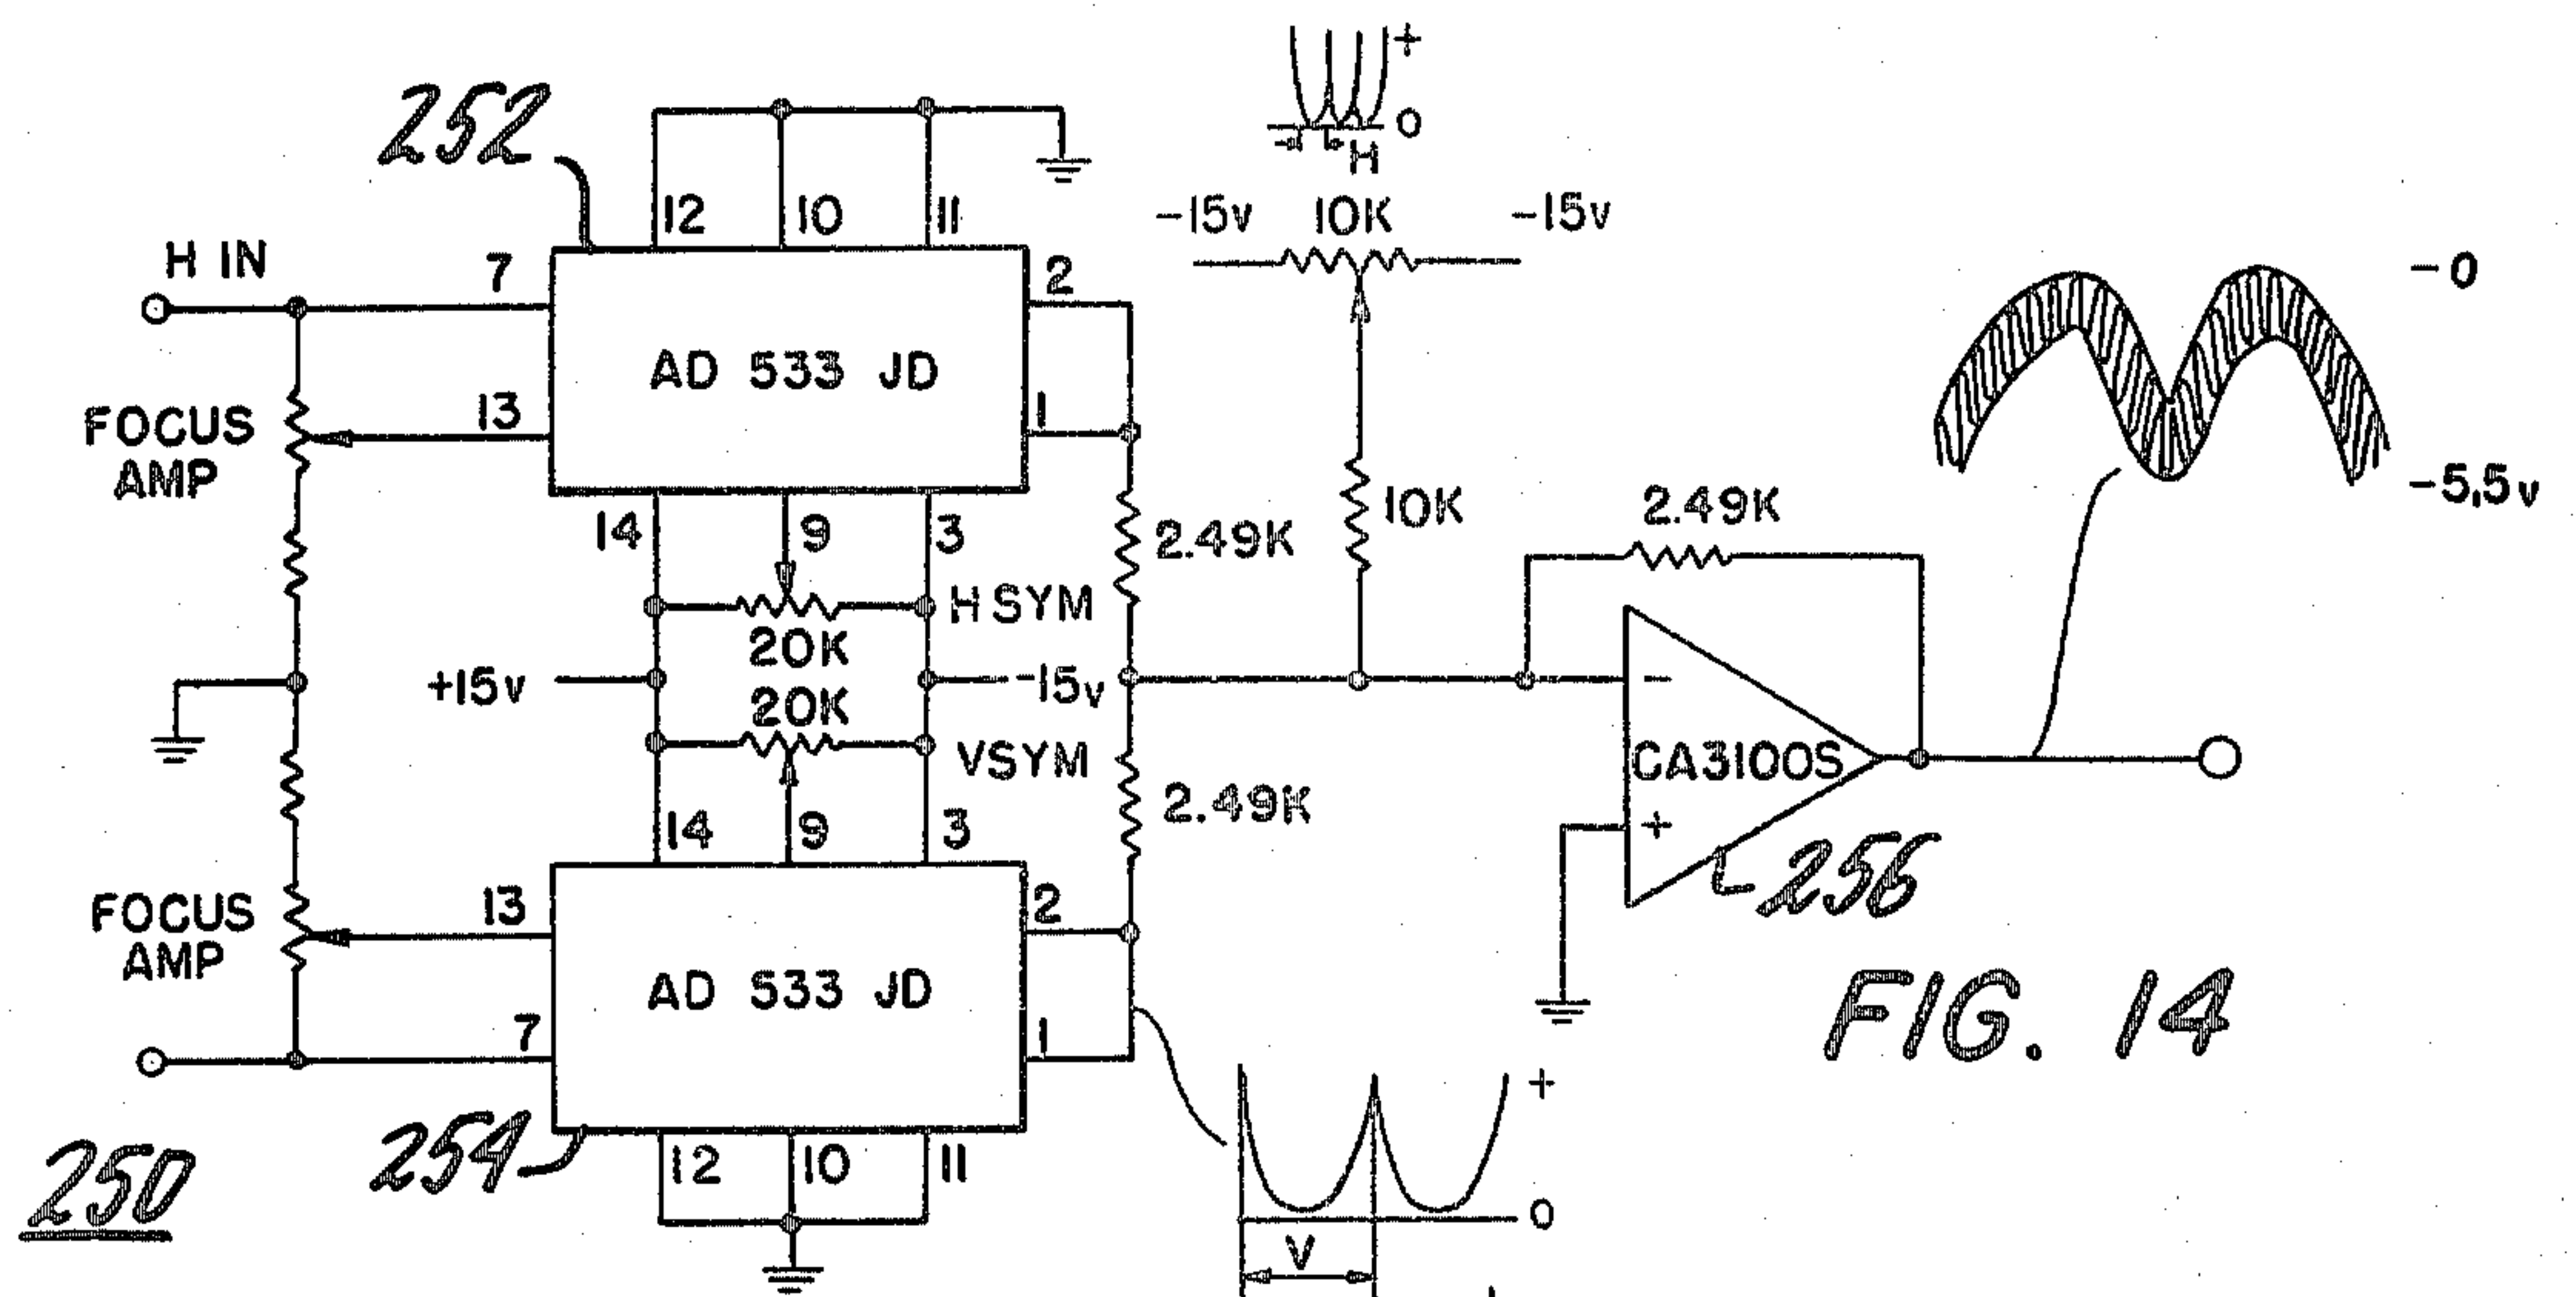 +
0
H
252
12 10 11
-15v 10K -15v
H IN
7
2
-0
AD 533 JD
FOCUS
AMP
13
1
-5.5v
14 9 3
2.49K
10K
2.49K
H SYM
20K
+15v
-15v
20K
VSYM
−
CA3100S
+
14 9 3
2.49K
256
FOCUS
AMP
13
2
AD 533 JD
FIG. 14
7
1
+
0
V
254
12 10 11
250